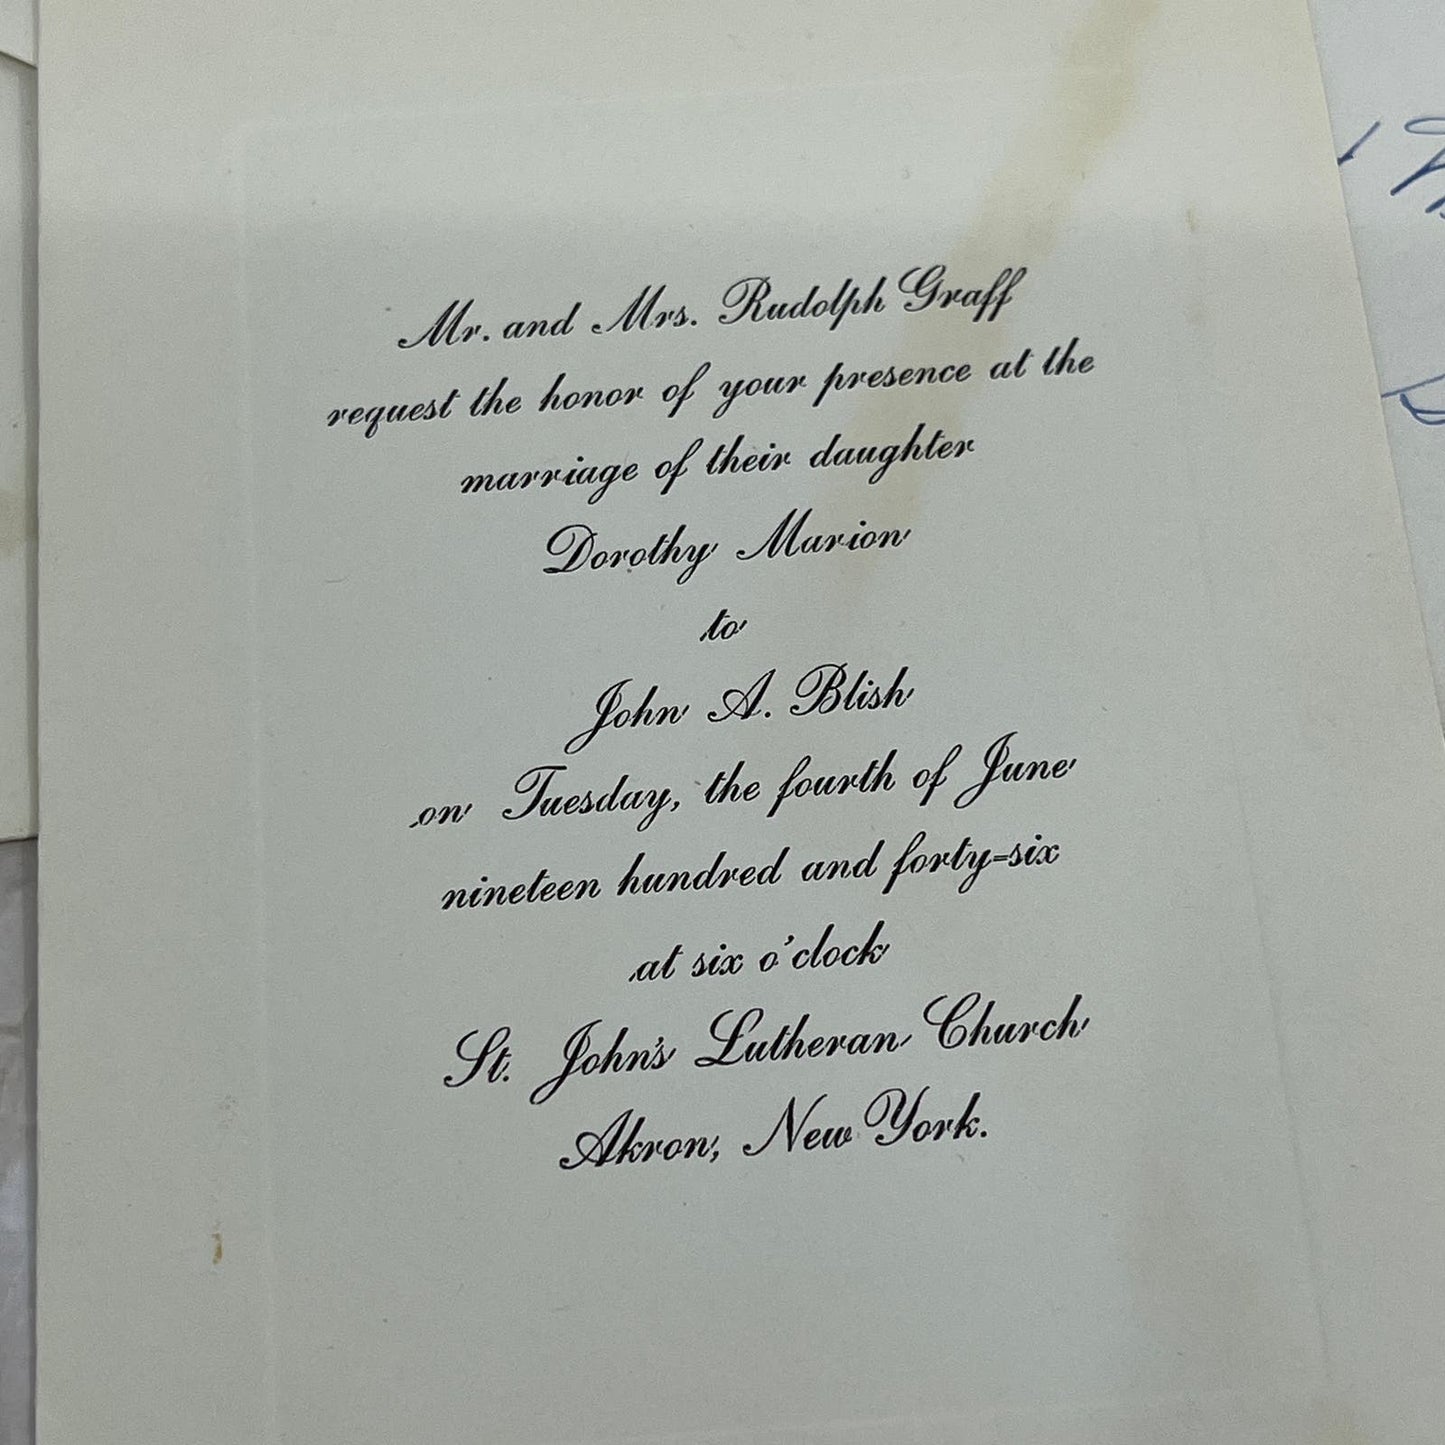 Mr. and Mrs. Rudolph Graff
request the honor of your presence at the
marriage of their daughter
Dorothy Marion
to
John A. Blish
on Tuesday, the fourth of June
nineteen hundred and forty=six
at six o'clock
St. John's Lutheran Church
Akron, New York.